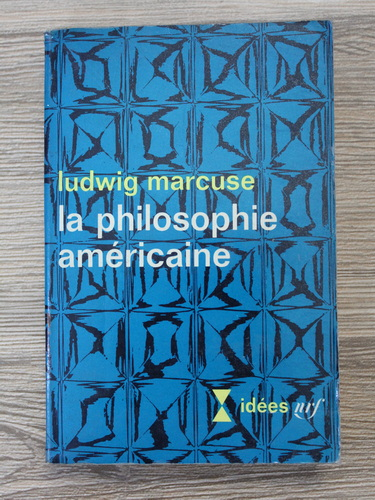 ludwig marcuse
la philosophie
américaine
idées nrf